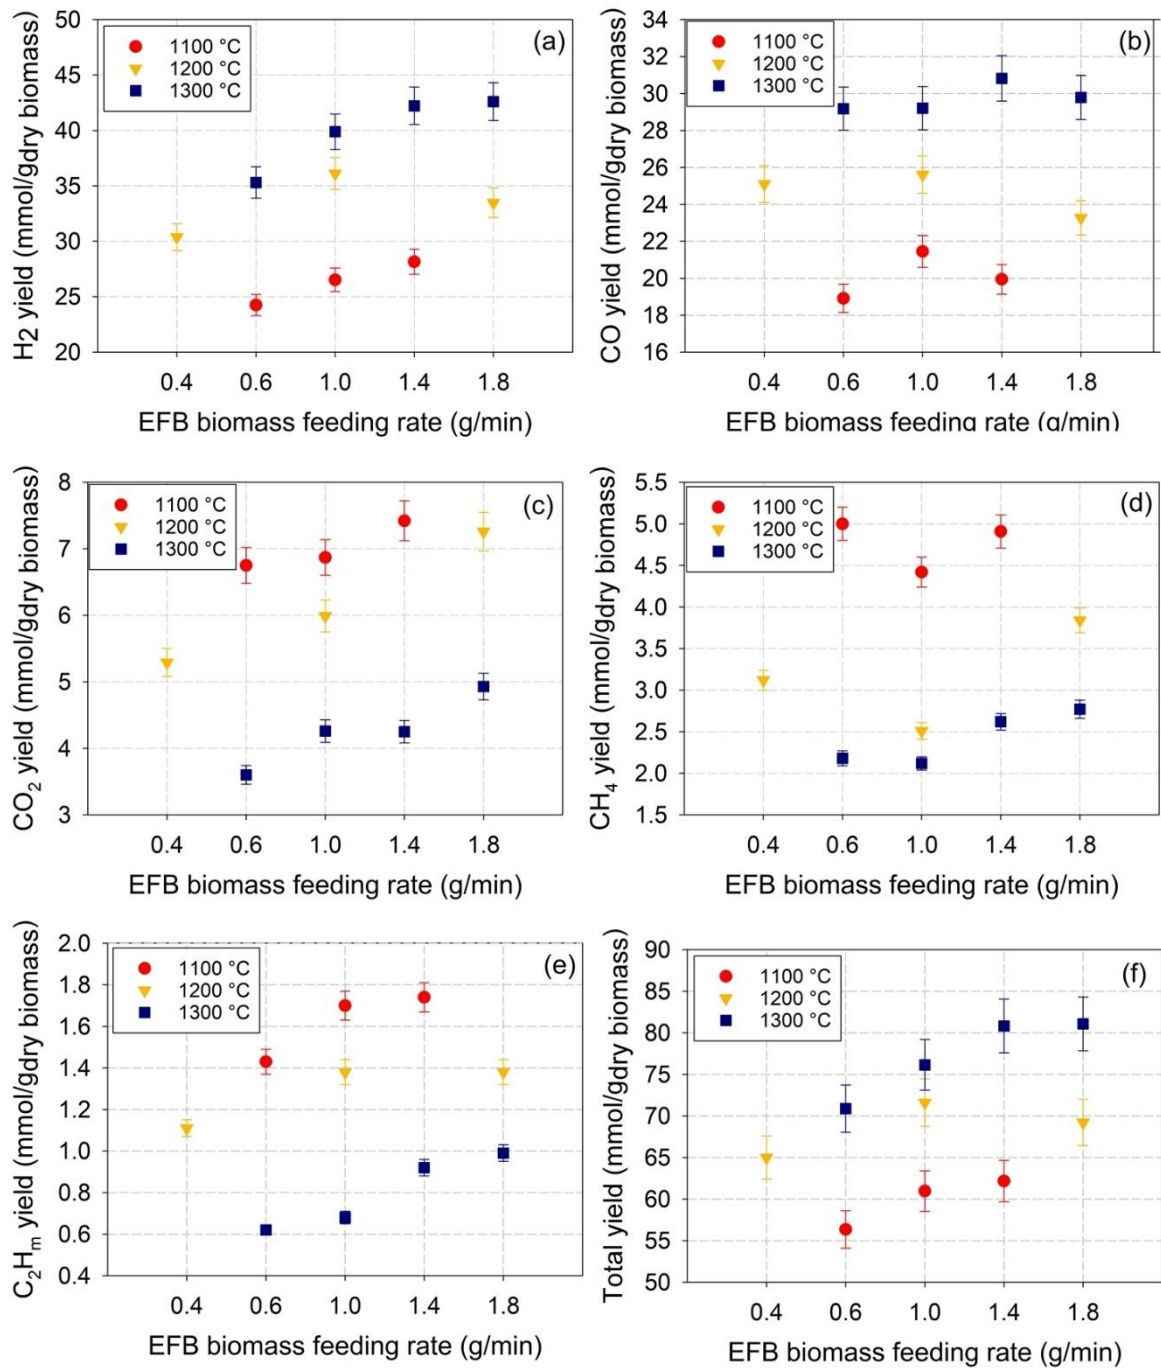 (a)
1100 °C
1200 °C
1300 °C
50
45
40
35
30
25
20
H2 yield (mmol/gdry biomass)
0.4 0.6 1.0 1.4 1.8
EFB biomass feeding rate (g/min)
(b)
1100 °C
1200 °C
1300 °C
34
32
30
28
26
24
22
20
18
16
CO yield (mmol/gdry biomass)
0.4 0.6 1.0 1.4 1.8
EFB biomass feeding rate (g/min)
(c)
1100 °C
1200 °C
1300 °C
8
7
6
5
4
3
CO₂ yield (mmol/gdry biomass)
0.4 0.6 1.0 1.4 1.8
EFB biomass feeding rate (g/min)
(d)
1100 °C
1200 °C
1300 °C
5.5
5.0
4.5
4.0
3.5
3.0
2.5
2.0
1.5
CH₄ yield (mmol/gdry biomass)
0.4 0.6 1.0 1.4 1.8
EFB biomass feeding rate (g/min)
(e)
1100 °C
1200 °C
1300 °C
2.0
1.8
1.6
1.4
1.2
1.0
0.8
0.6
0.4
C₂Hₘ yield (mmol/gdry biomass)
0.4 0.6 1.0 1.4 1.8
EFB biomass feeding rate (g/min)
(f)
1100 °C
1200 °C
1300 °C
90
85
80
75
70
65
60
55
50
Total yield (mmol/gdry biomass)
0.4 0.6 1.0 1.4 1.8
EFB biomass feeding rate (g/min)